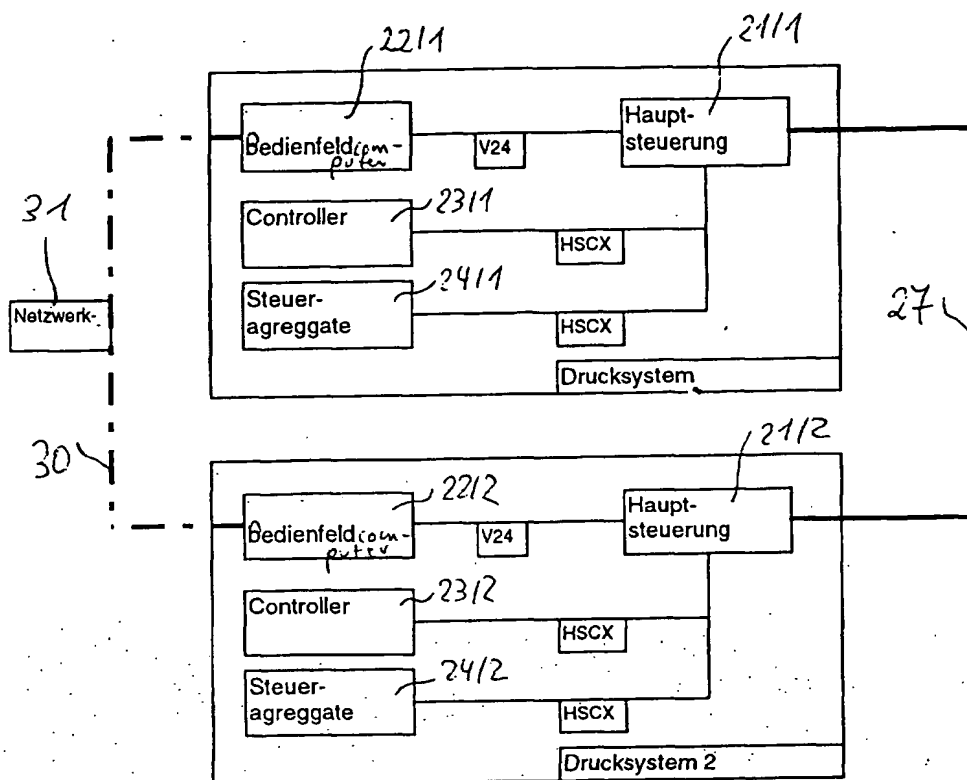 22/1
21/1
Bedienfeldcom-
puter
V24
Haupt-
steuerung
31
Controller
23/1
HSCX
Netzwerk-
Steuer-
agreggate
24/1
HSCX
27
Drucksystem
30
21/2
22/2
Bedienfeldcom-
puter
V24
Haupt-
steuerung
Controller
23/2
HSCX
Steuer-
agreggate
24/2
HSCX
Drucksystem 2